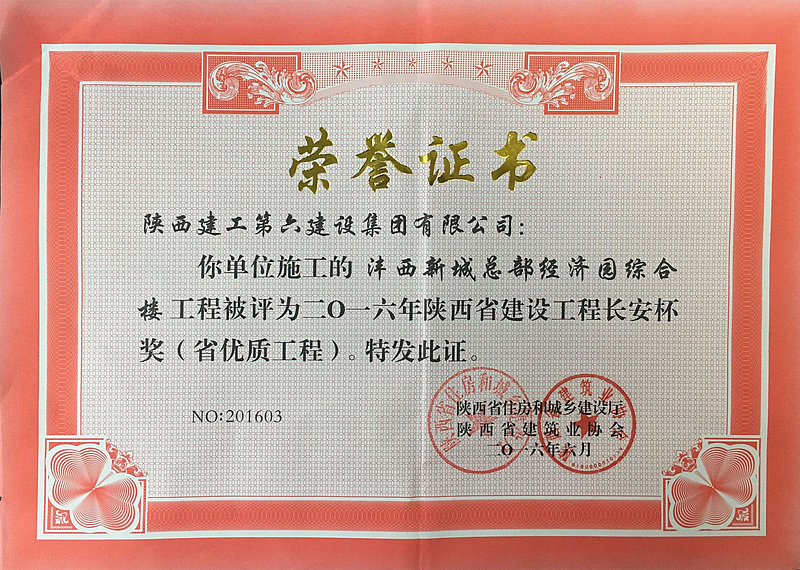 荣誉证书
陕西建工第六建设集团有限公司：
你单位施工的 沣西新城总部经济园综合
楼工程被评为二〇一六年陕西省建设工程长安杯
奖（省优质工程）。特发此证。
NO:201603
陕西省住房和城乡建设厅
陕西省建筑业协会
二〇一六年六月